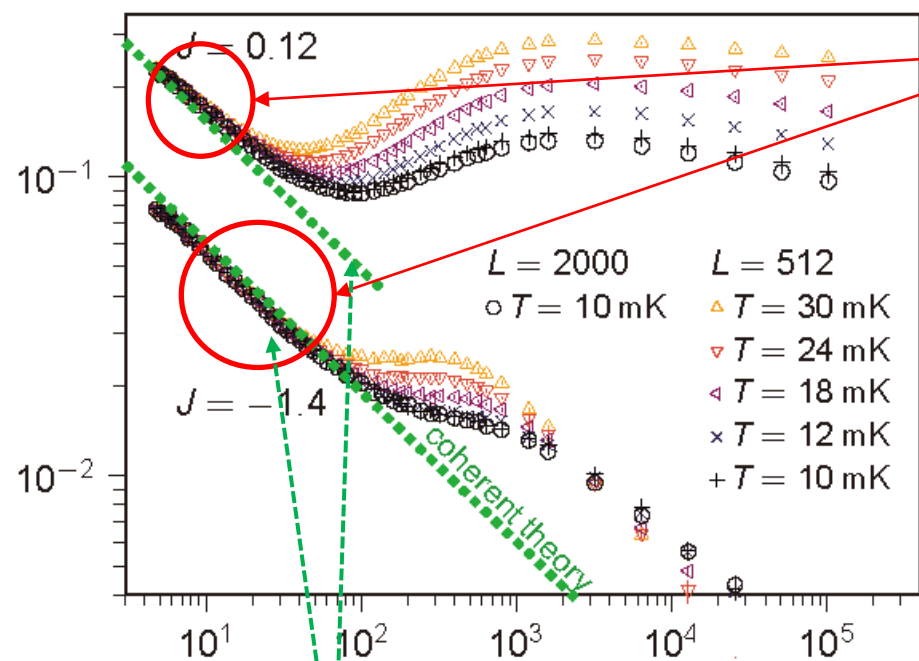 J = 0.12
10⁻¹
L = 2000 L = 512
T = 10 mK T = 30 mK
T = 24 mK
J = −1.4 T = 18 mK
T = 12 mK
10⁻² T = 10 mK
coherent theory
10¹ 10² 10³ 10⁴ 10⁵